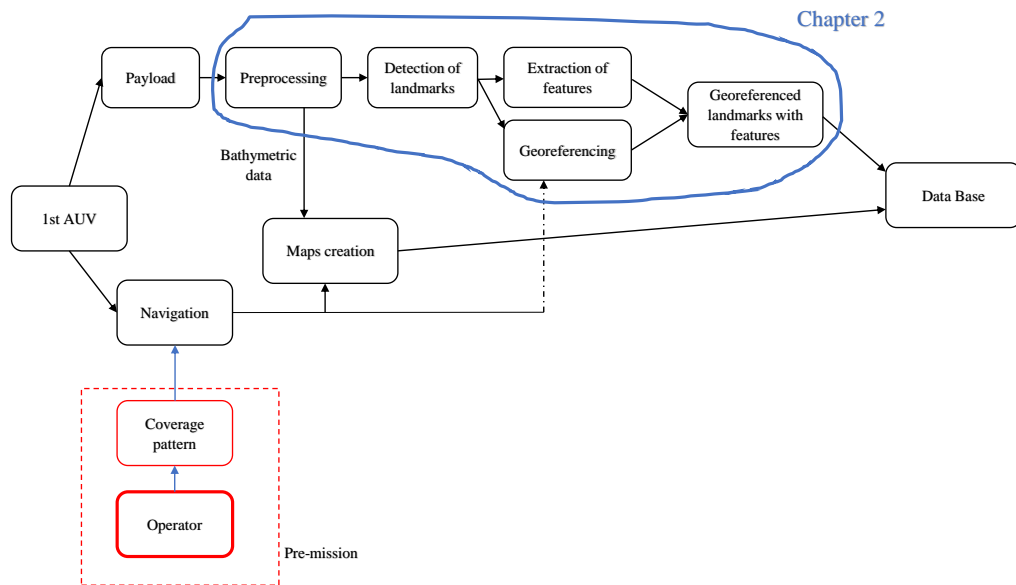 Chapter 2
Payload
Preprocessing
Detection of
landmarks
Extraction of
features
Georeferenced
landmarks with
features
Georeferencing
Bathymetric
data
1st AUV
Data Base
Maps creation
Navigation
Coverage
pattern
Operator
Pre-mission